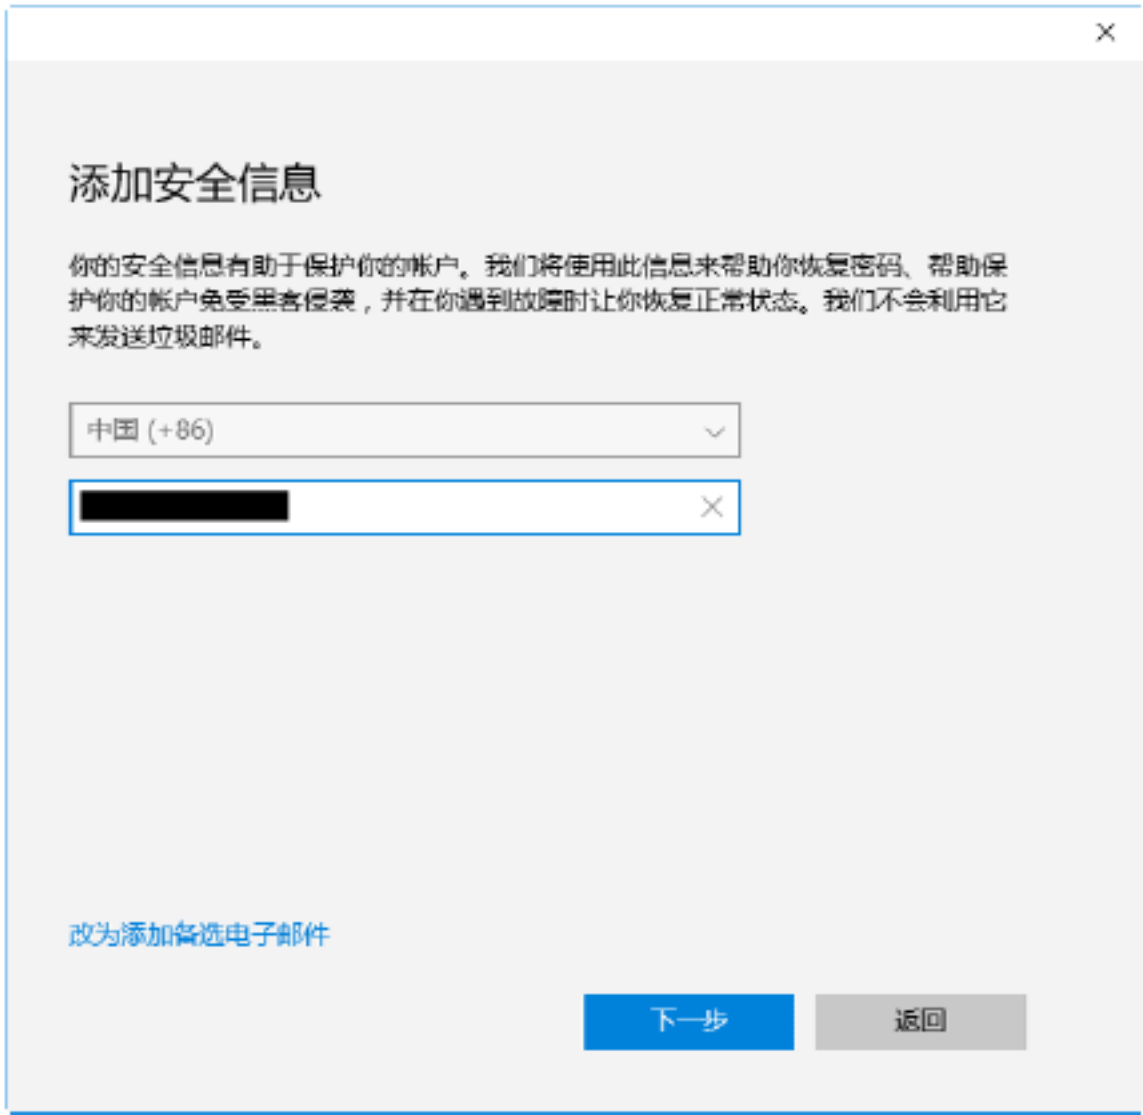 添加安全信息
你的安全信息有助于保护你的帐户。我们将使用此信息来帮助你恢复密码、帮助保
护你的帐户免受黑客侵袭，并在你遇到故障时让你恢复正常状态。我们不会利用它
来发送垃圾邮件。
中国 (+86)
改为添加备选电子邮件
下一步
返回